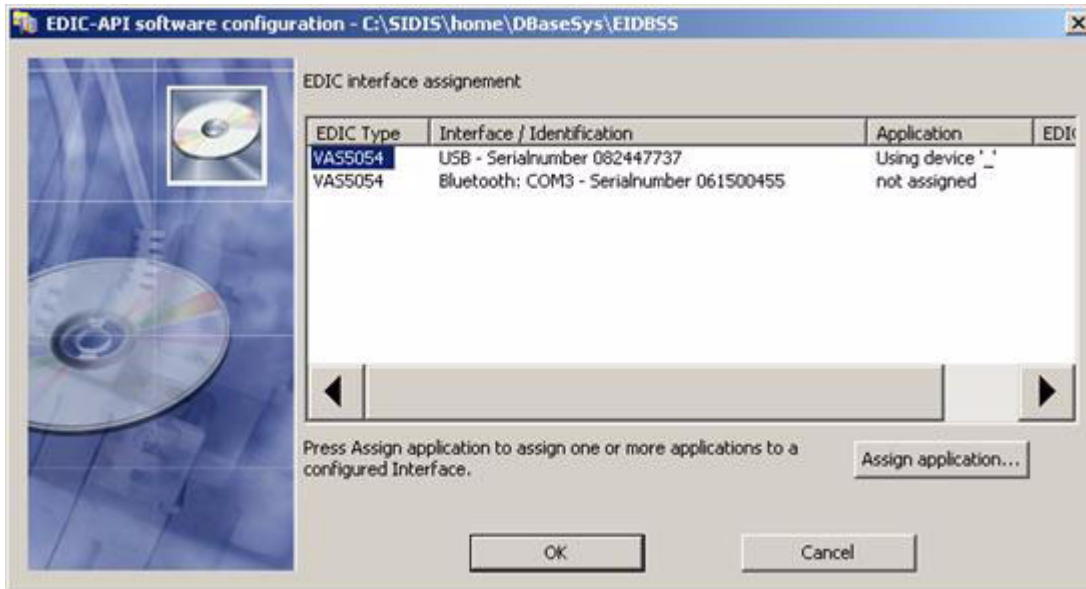 EDIC-API software configuration - C:\SIDIS\home\DBaseSys\EIDBSS
EDIC interface assignement
EDIC Type Interface / Identification Application EDI
VAS5054 USB - Serialnumber 082447737 Using device '_'
VAS5054 Bluetooth: COM3 - Serialnumber 061500455 not assigned
Press Assign application to assign one or more applications to a
configured Interface.
Assign application...
OK Cancel